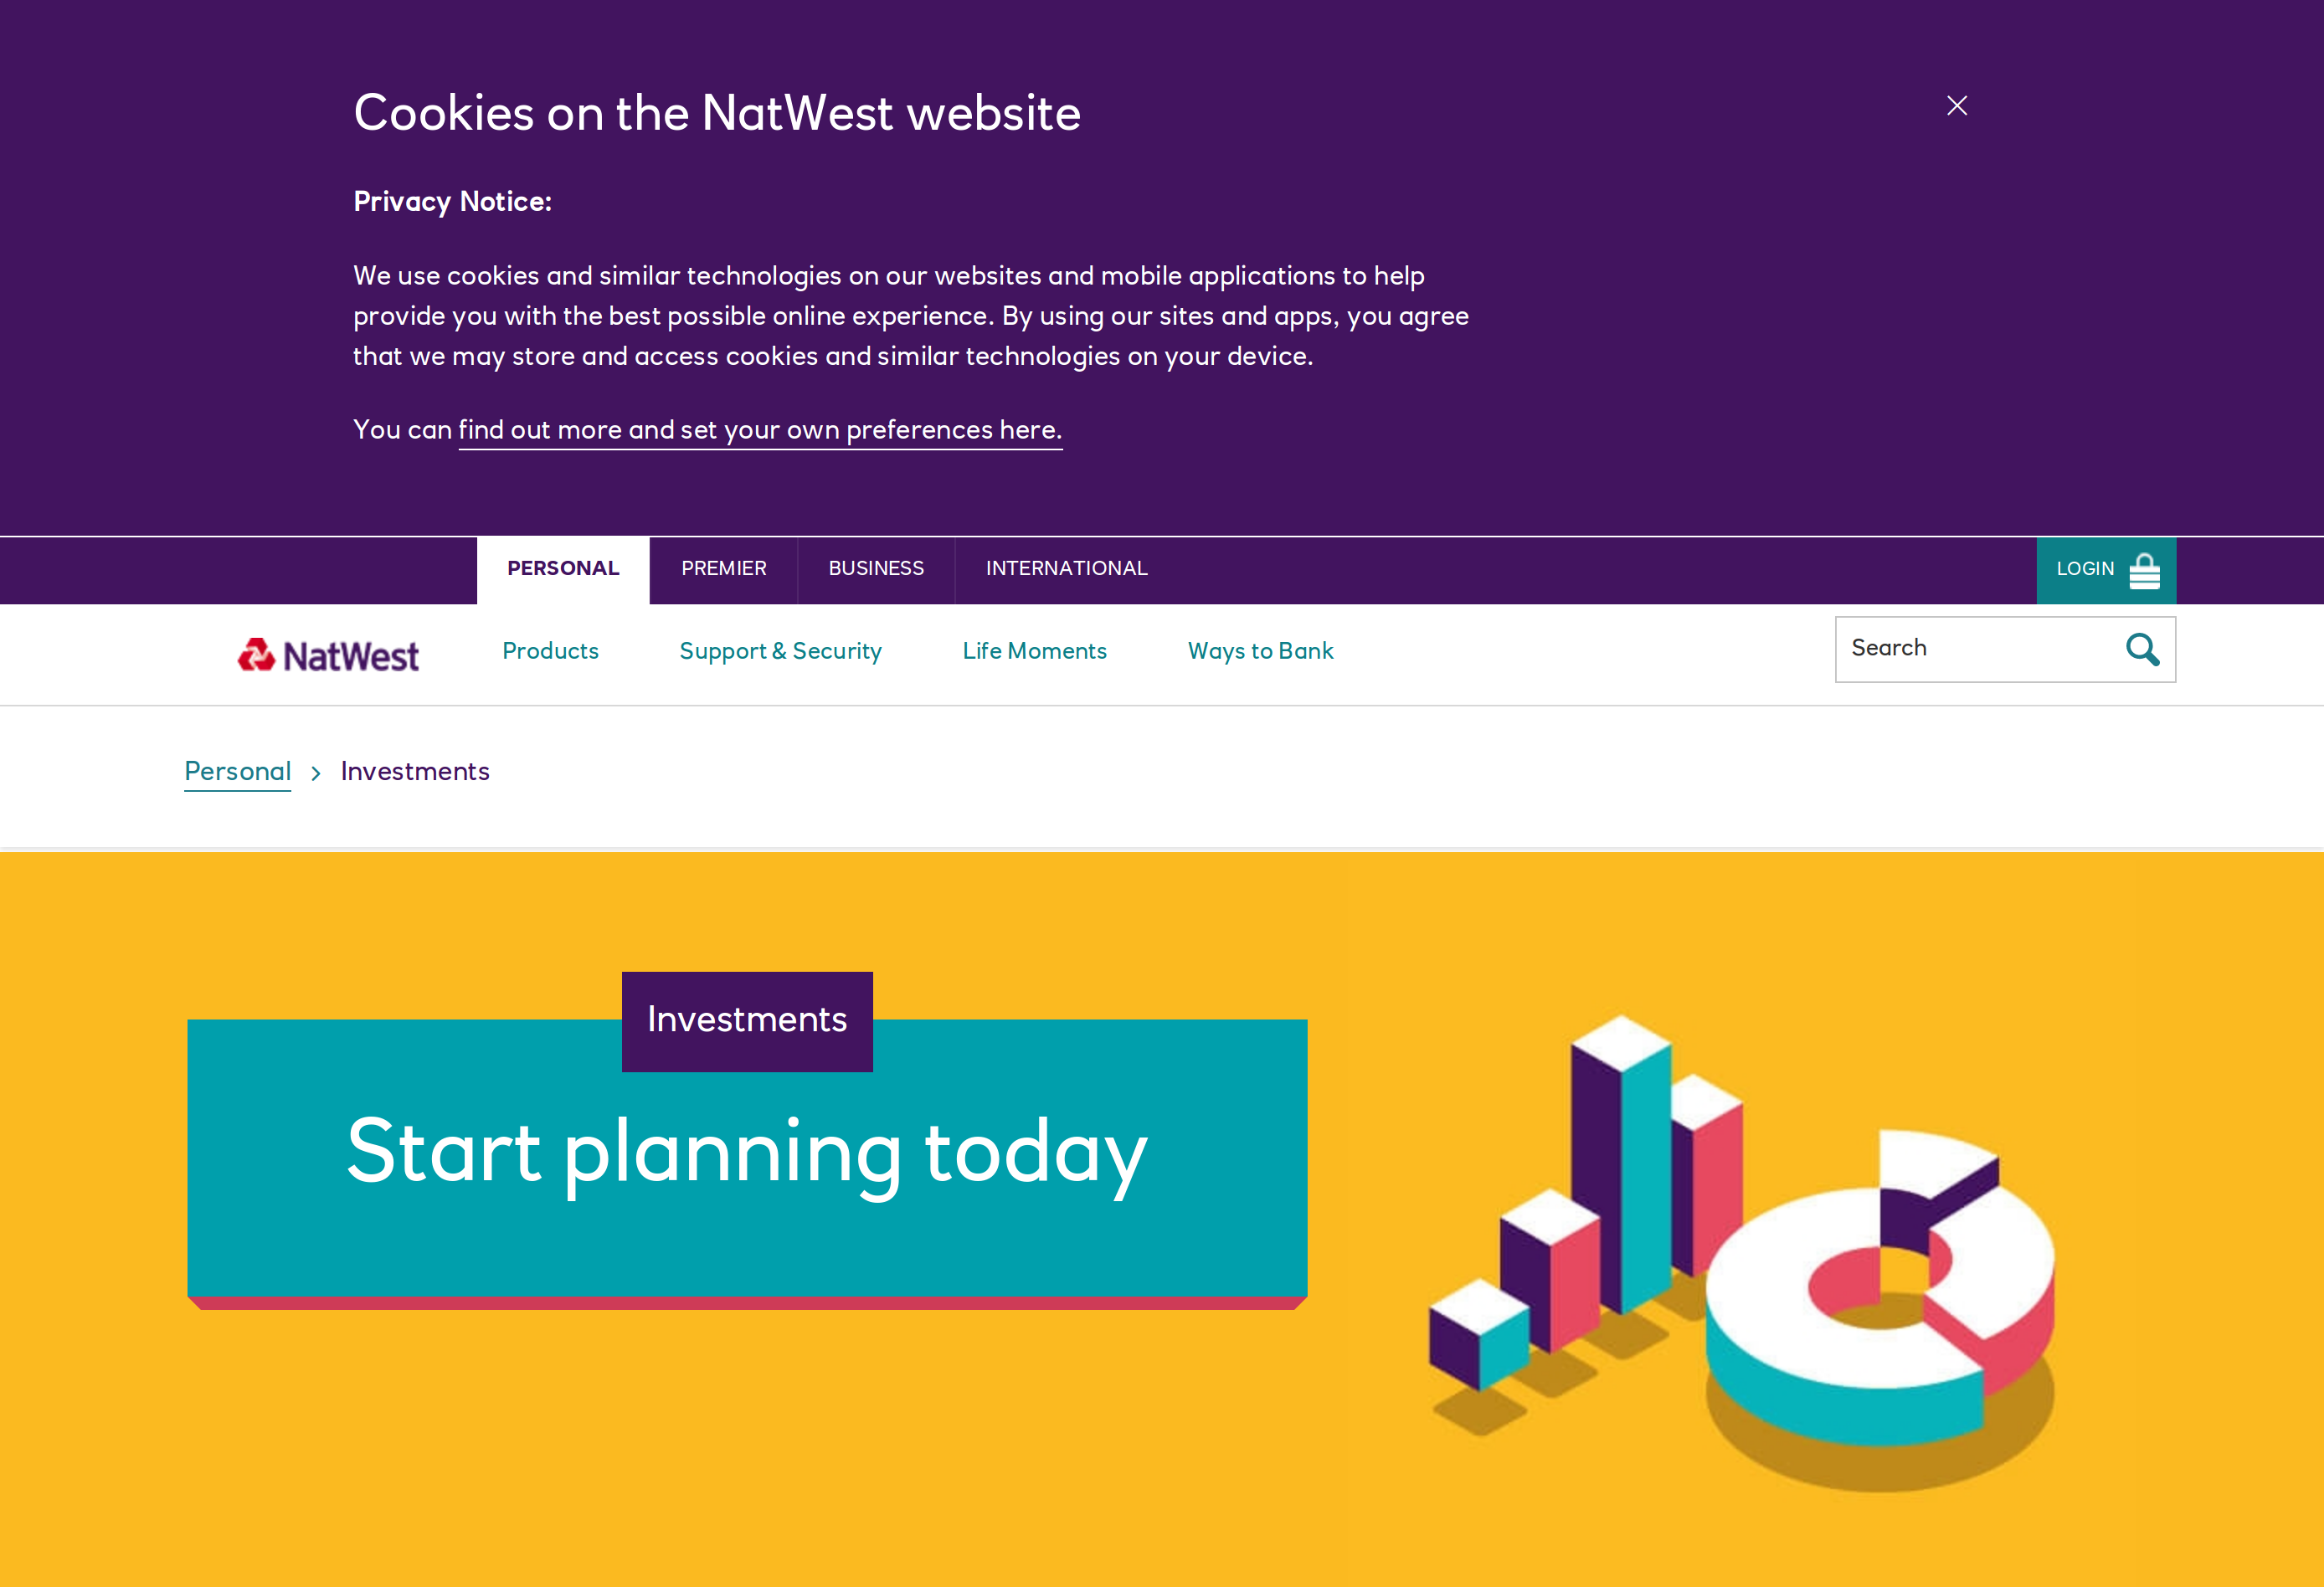 Cookies on the NatWest website
Privacy Notice:
We use cookies and similar technologies on our websites and mobile applications to help
provide you with the best possible online experience. By using our sites and apps, you agree
that we may store and access cookies and similar technologies on your device.
You can find out more and set your own preferences here.
PERSONAL
PREMIER
BUSINESS
INTERNATIONAL
LOGIN
NatWest
Products
Support & Security
Life Moments
Ways to Bank
Search
Personal
Investments
Investments
Start planning today